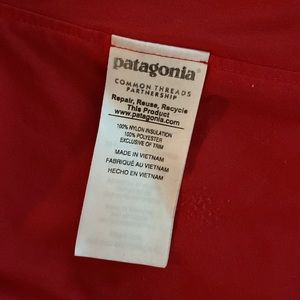 patagonia®
COMMON THREADS
PARTNERSHIP
Repair, Reuse, Recycle
This Product
www.patagonia.com
100% NYLON INSULATION
100% POLYESTER
EXCLUSIVE OF TRIM
MADE IN VIETNAM
FABRIQUÉ AU VIETNAM
HECHO EN VIETNAM